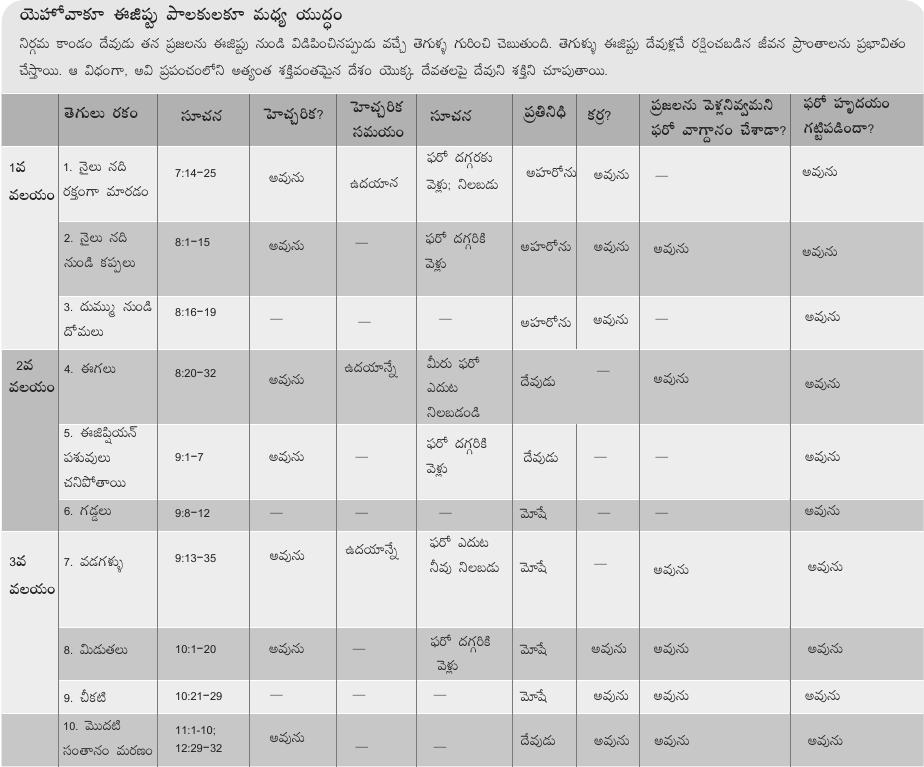 యెహోవాకూ ఈజిప్టు పాలకులకూ మధ్య యుద్ధం
నిర్గమ కాండం దేవుడు తన ప్రజలను ఈజిప్టు నుండి విడిపించినప్పుడు వచ్చే తెగుళ్ళ గురించి చెబుతుంది. తెగుళ్ళు ఈజిప్టు దేవుళ్లచే రక్షించబడిన జీవన ప్రాంతాలను ప్రభావితం
చేస్తాయి. ఆ విధంగా, అవి ప్రపంచంలోని అత్యంత శక్తివంతమైన దేశం యొక్క దేవతలపై దేవుని శక్తిని చూపుతాయి.
తెగులు రకం సూచన హెచ్చరిక? హెచ్చరిక సమయం సూచన ప్రతినిధి కర్ర? ప్రజలను వెళ్లనివ్వమని ఫరో వాగ్దానం చేశాడా? ఫరో హృదయం గట్టిపడిందా?
1వ వలయం 1. నైలు నది రక్తంగా మారడం 7:14–25 అవును ఉదయాన ఫరో దగ్గరకు వెళ్లు; నిలబడు అహరోను అవును — అవును
2. నైలు నది నుండి కప్పలు 8:1–15 అవును — ఫరో దగ్గరికి వెళ్లు అహరోను అవును అవును అవును
3. దుమ్ము నుండి దోమలు 8:16–19 — — — అహరోను అవును — అవును
2వ వలయం 4. ఈగలు 8:20–32 అవును ఉదయాన్నే మీరు ఫరో ఎదుట నిలబడండి దేవుడు — అవును అవును
5. ఈజిప్షియన్ పశువులు చనిపోతాయి 9:1–7 అవును — ఫరో దగ్గరికి వెళ్లు దేవుడు — — అవును
6. గడ్డలు 9:8–12 — — — మోషే — — అవును
3వ వలయం 7. వడగళ్ళు 9:13–35 అవును ఉదయాన్నే ఫరో ఎదుట నీవు నిలబడు మోషే — అవును అవును
8. మిడుతలు 10:1–20 అవును — ఫరో దగ్గరికి వెళ్లు మోషే అవును అవును అవును
9. చీకటి 10:21–29 — — — మోషే అవును అవును అవును
10. మొదటి సంతానం మరణం 11:1-10; 12:29–32 అవును — — దేవుడు అవును అవును అవును